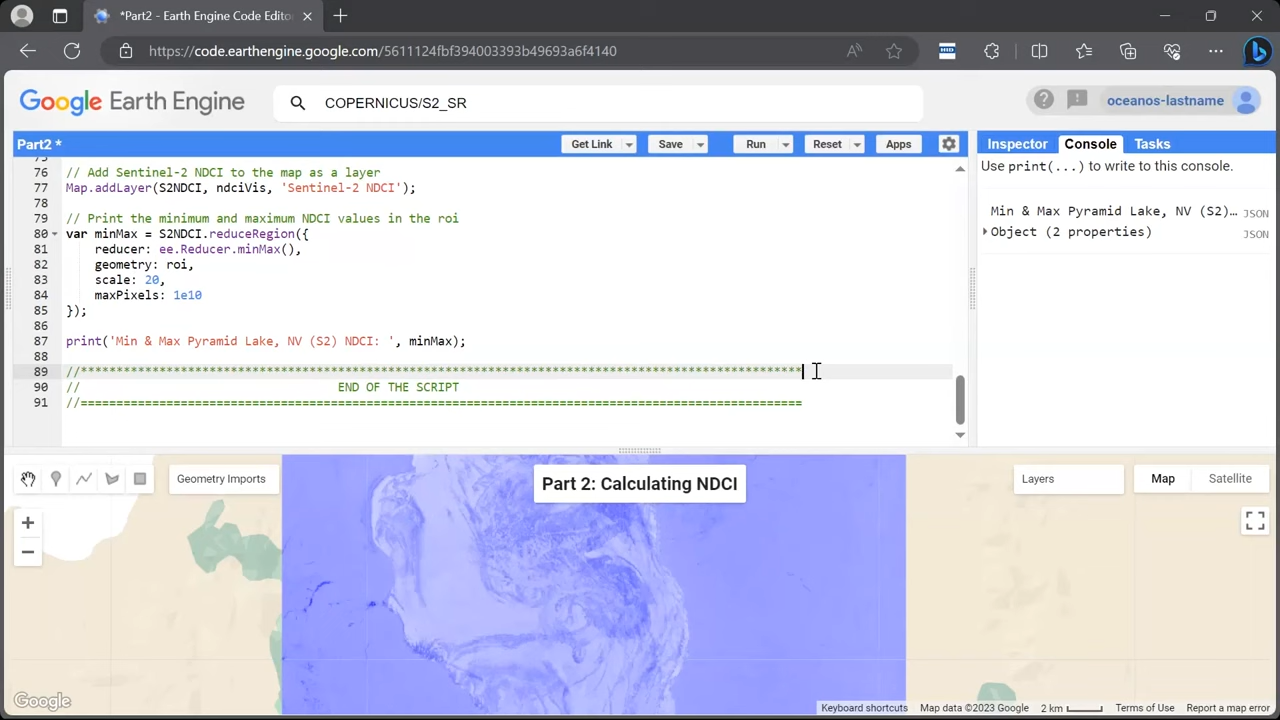 *Part2 - Earth Engine Code Edito
https://code.earthengine.google.com/5611124fbf394003393b49693a6f4140
Google Earth Engine
COPERNICUS/S2_SR
oceanos-lastname
Part2 *
Get Link
Save
Run
Reset
Apps
Inspector
Console
Tasks
75
76 // Add Sentinel-2 NDCI to the map as a layer
77 Map.addLayer(S2NDCI, ndciVis, 'Sentinel-2 NDCI');
78
79 // Print the minimum and maximum NDCI values in the roi
80 var minMax = S2NDCI.reduceRegion({
81 reducer: ee.Reducer.minMax(),
82 geometry: roi,
83 scale: 20,
84 maxPixels: 1e10
85 });
86
87 print('Min & Max Pyramid Lake, NV (S2) NDCI: ', minMax);
88
89 //******************************************************************************************
90 // END OF THE SCRIPT
91 //==========================================================================================
Use print(...) to write to this console.
Min & Max Pyramid Lake, NV (S2)… JSON
Object (2 properties) JSON
Geometry Imports
Part 2: Calculating NDCI
Layers
Map
Satellite
+
−
Google
Keyboard shortcuts
Map data ©2023 Google
2 km
Terms of Use
Report a map error